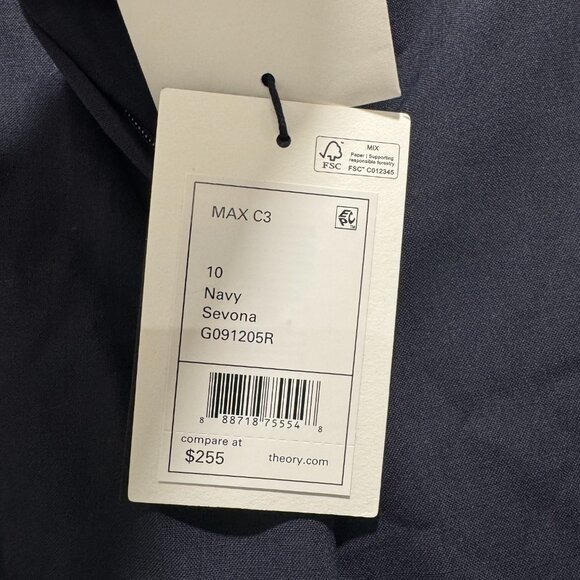 MIX
Paper | Supporting
responsible forestry
FSC™ C012345
FSC
MAX C3
EPC
10
Navy
Sevona
G091205R
8 88718 75554 8
compare at
$255
theory.com